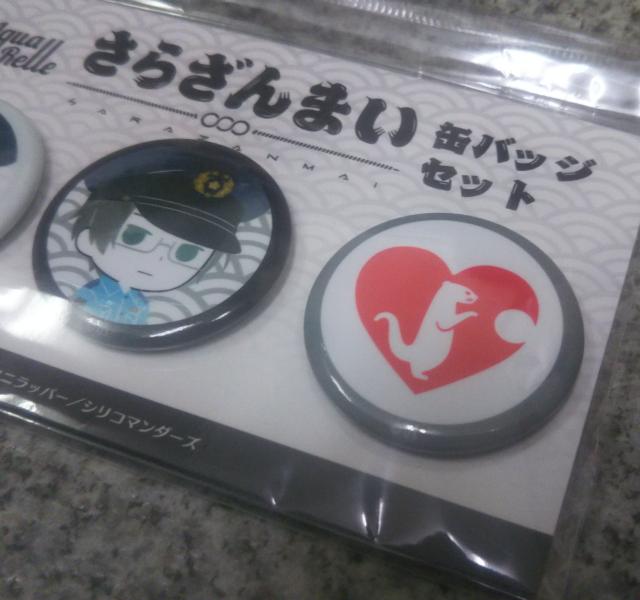 Aqua
Relle
さらざんまい
缶バッジ
セット
SARAZANMAI
ニラッパー／シリコマンダーズ